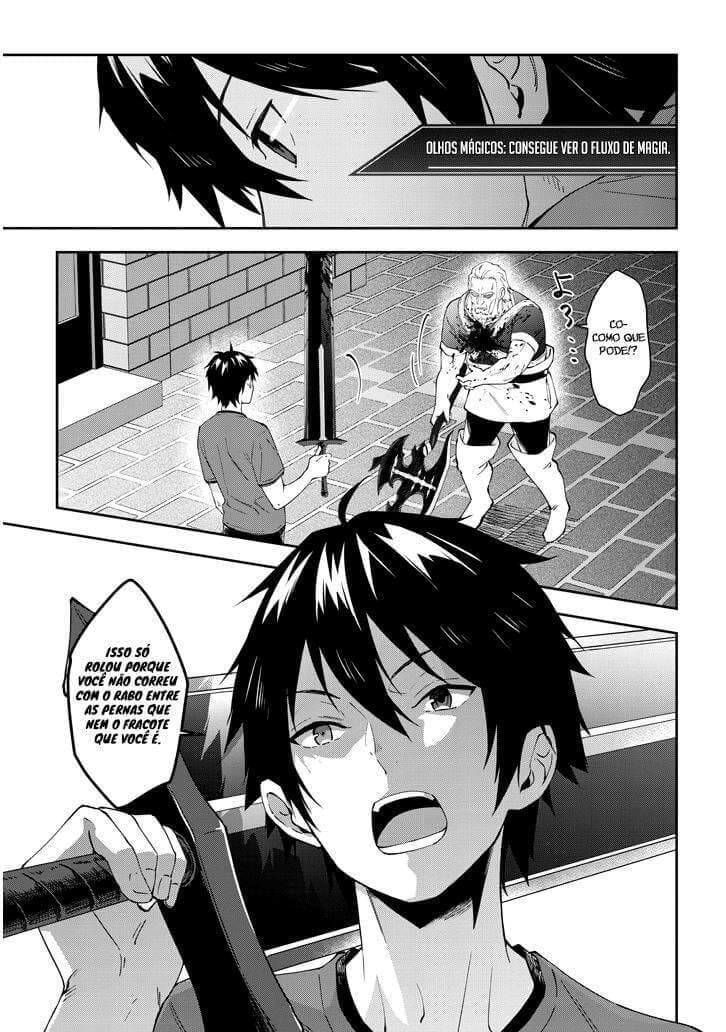 OLHOS MÁGICOS: CONSEGUE VER O FLUXO DE MAGIA.
CO-
COMO QUE
PODE!?
よ?
ISSO SÓ
ROLOU PORQUE
VOCÊ NÃO CORREU
COM O RABO ENTRE
AS PERNAS QUE
NEM O FRACOTE
QUE VOCÊ É.